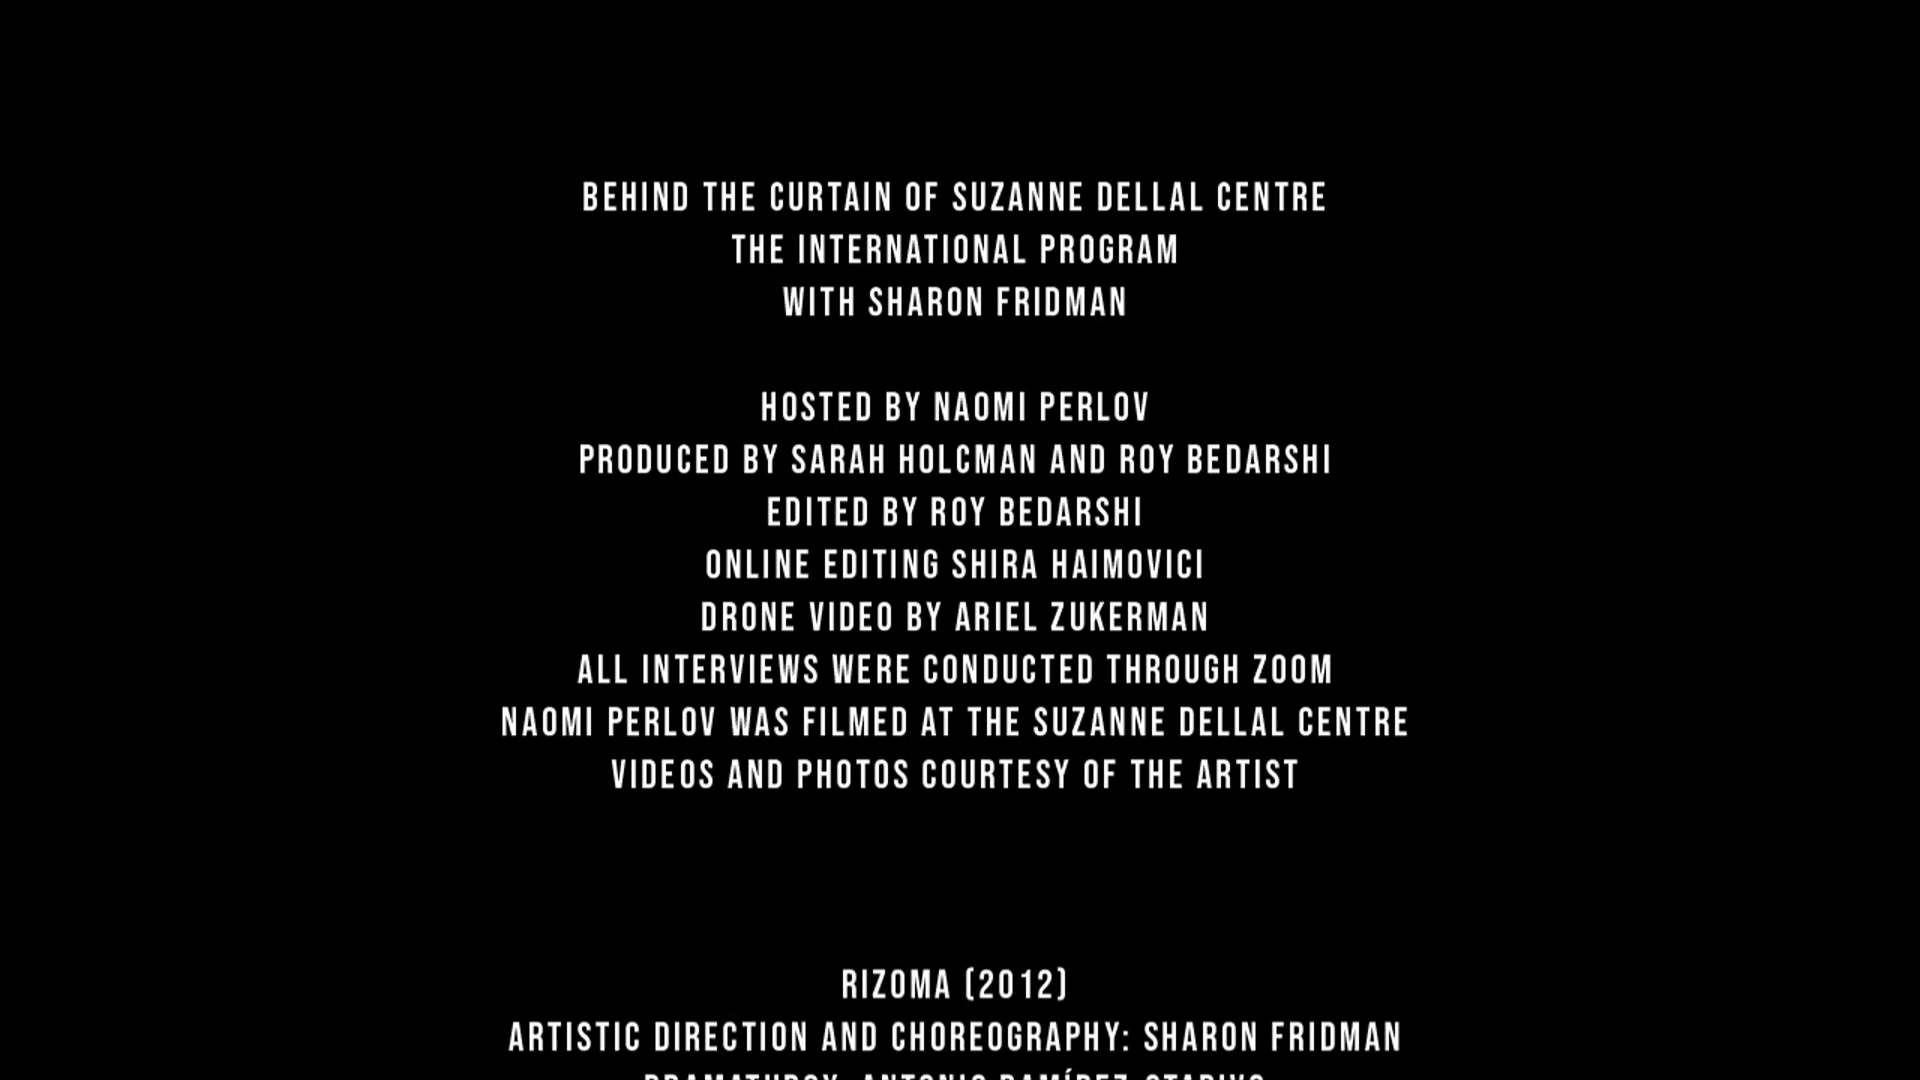 BEHIND THE CURTAIN OF SUZANNE DELLAL CENTRE
THE INTERNATIONAL PROGRAM
WITH SHARON FRIDMAN
HOSTED BY NAOMI PERLOV
PRODUCED BY SARAH HOLCMAN AND ROY BEDARSHI
EDITED BY ROY BEDARSHI
ONLINE EDITING SHIRA HAIMOVICI
DRONE VIDEO BY ARIEL ZUKERMAN
ALL INTERVIEWS WERE CONDUCTED THROUGH ZOOM
NAOMI PERLOV WAS FILMED AT THE SUZANNE DELLAL CENTRE
VIDEOS AND PHOTOS COURTESY OF THE ARTIST
RIZOMA (2012)
ARTISTIC DIRECTION AND CHOREOGRAPHY: SHARON FRIDMAN
ANTONIO RAMÍREZ